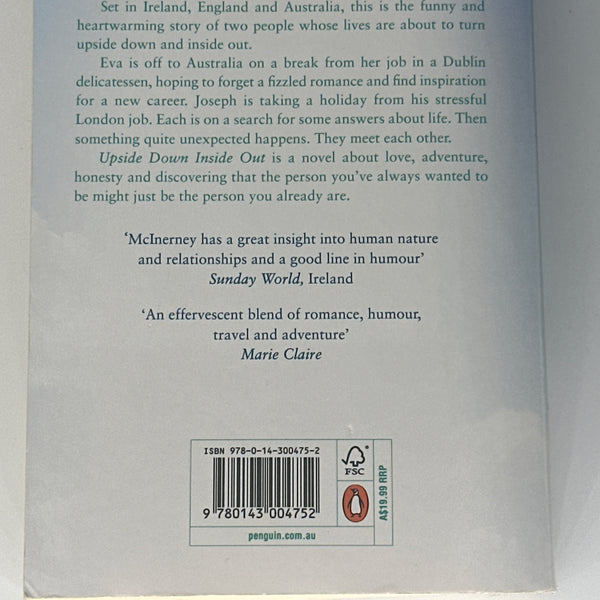 Set in Ireland, England and Australia, this is the funny and
heartwarming story of two people whose lives are about to turn
upside down and inside out.
Eva is off to Australia on a break from her job in a Dublin
delicatessen, hoping to forget a fizzled romance and find inspiration
for a new career. Joseph is taking a holiday from his stressful
London job. Each is on a search for some answers about life. Then
something quite unexpected happens. They meet each other.
Upside Down Inside Out is a novel about love, adventure,
honesty and discovering that the person you've always wanted to
be might just be the person you already are.
‘McInerney has a great insight into human nature
and relationships and a good line in humour’
Sunday World, Ireland
‘An effervescent blend of romance, humour,
travel and adventure’
Marie Claire
ISBN 978-0-14-300475-2
9 780143 004752
FSC
A$19.99 RRP
penguin.com.au